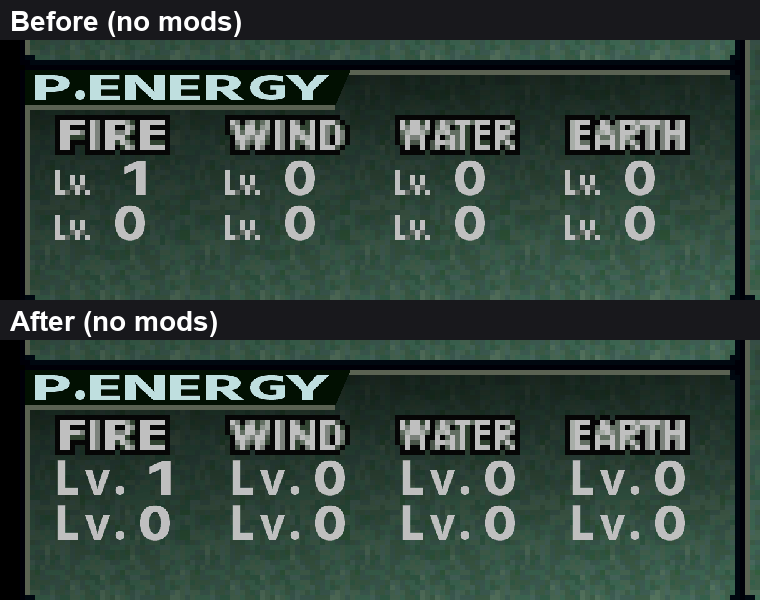 Before (no mods)
P.ENERGY
FIRE WIND WATER EARTH
Lv. 1 Lv. 0 Lv. 0 Lv. 0
Lv. 0 Lv. 0 Lv. 0 Lv. 0
After (no mods)
P.ENERGY
FIRE WIND WATER EARTH
Lv. 1 Lv. 0 Lv. 0 Lv. 0
Lv. 0 Lv. 0 Lv. 0 Lv. 0